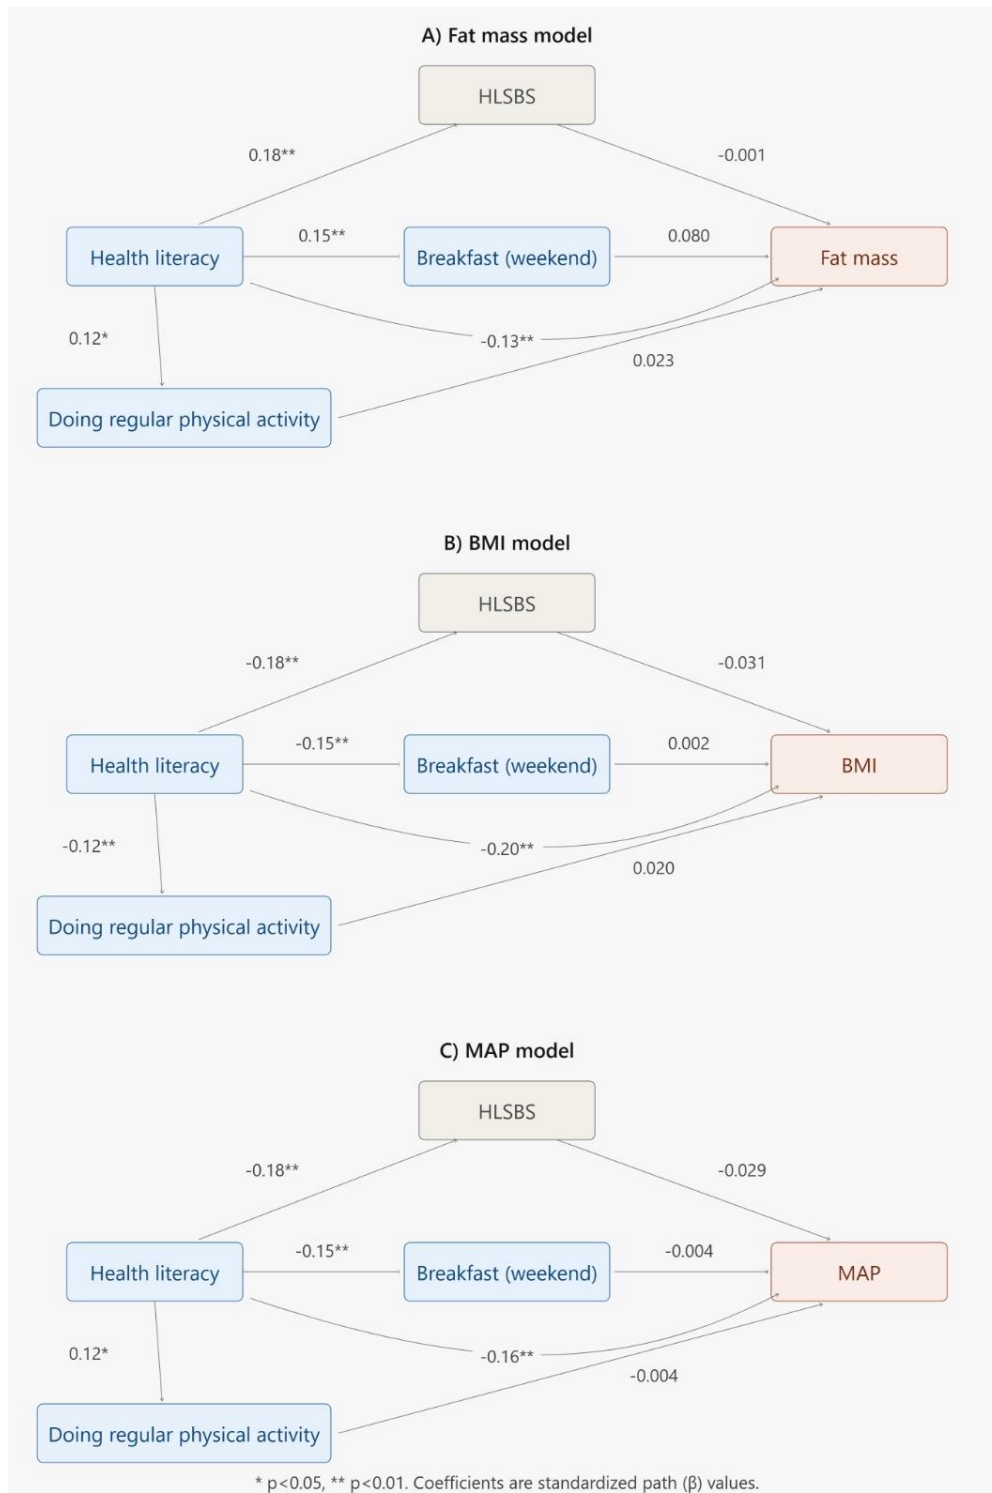 A) Fat mass model
HLSBS
0.18**
-0.001
0.15**
0.080
Health literacy
Breakfast (weekend)
Fat mass
0.12*
-0.13**
0.023
Doing regular physical activity
B) BMI model
HLSBS
-0.18**
-0.031
-0.15**
0.002
Health literacy
Breakfast (weekend)
BMI
-0.12**
-0.20**
0.020
Doing regular physical activity
C) MAP model
HLSBS
-0.18**
-0.029
-0.15**
-0.004
Health literacy
Breakfast (weekend)
MAP
0.12*
-0.16**
-0.004
Doing regular physical activity
* p<0.05, ** p<0.01. Coefficients are standardized path (β) values.